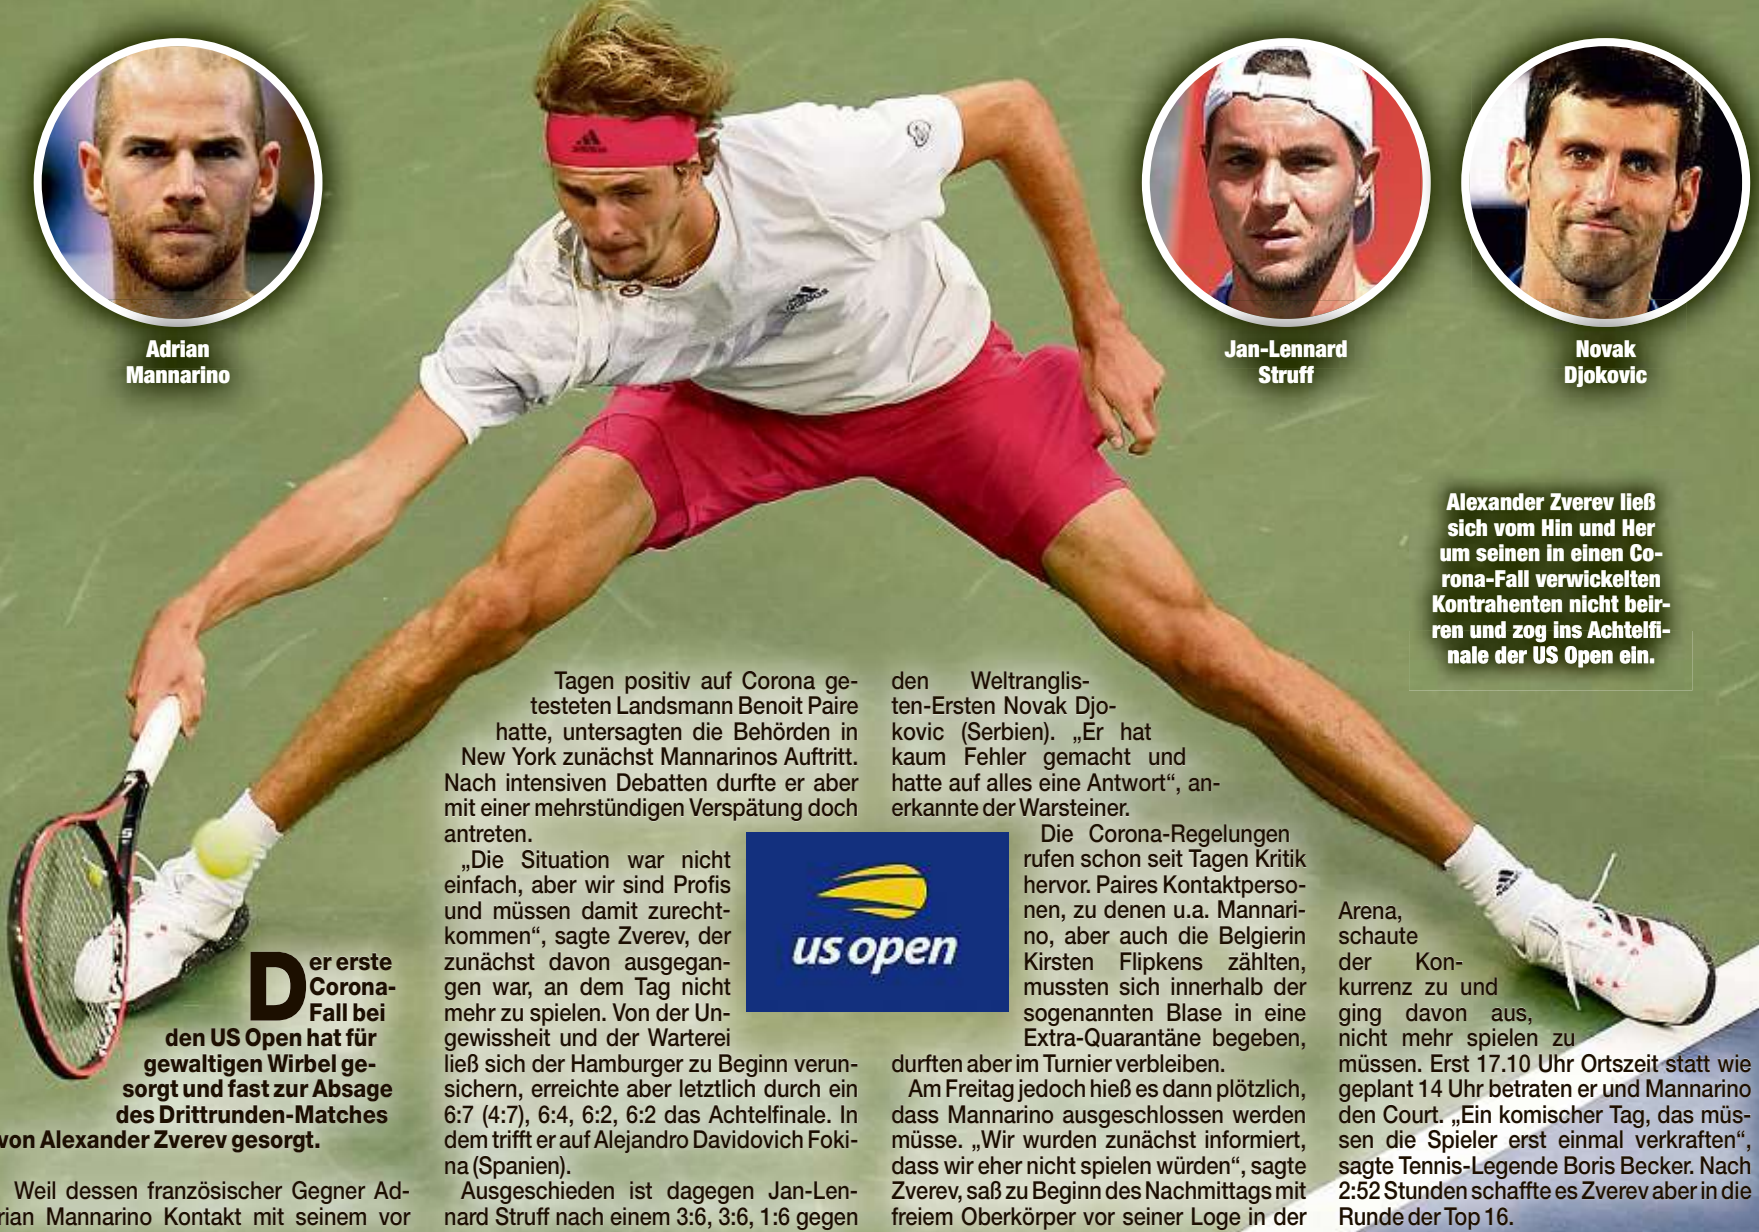 Adrian
Mannarino
Jan-Lennard
Struff
Novak
Djokovic
Alexander Zverev ließ
sich vom Hin und Her
um seinen in einen Co-
rona-Fall verwickelten
Kontrahenten nicht beir-
ren und zog ins Achtelfi-
nale der US Open ein.
Der erste
Corona-
Fall bei
den US Open hat für
gewaltigen Wirbel ge-
sorgt und fast zur Absage
des Drittrunden-Matches
von Alexander Zverev gesorgt.
Weil dessen französischer Gegner Ad-
rian Mannarino Kontakt mit seinem vor
Tagen positiv auf Corona ge-
testeten Landsmann Benoit Paire
hatte, untersagten die Behörden in
New York zunächst Mannarinos Auftritt.
Nach intensiven Debatten durfte er aber
mit einer mehrstündigen Verspätung doch
antreten.
„Die Situation war nicht
einfach, aber wir sind Profis
und müssen damit zurecht-
kommen“, sagte Zverev, der
zunächst davon ausgegan-
gen war, an dem Tag nicht
mehr zu spielen. Von der Un-
gewissheit und der Warterei
ließ sich der Hamburger zu Beginn verun-
sichern, erreichte aber letztlich durch ein
6:7 (4:7), 6:4, 6:2, 6:2 das Achtelfinale. In
dem trifft er auf Alejandro Davidovich Foki-
na (Spanien).
Ausgeschieden ist dagegen Jan-Len-
nard Struff nach einem 3:6, 3:6, 1:6 gegen
den Weltranglis-
ten-Ersten Novak Djo-
kovic (Serbien). „Er hat
kaum Fehler gemacht und
hatte auf alles eine Antwort“, an-
erkannte der Warsteiner.
us open
Die Corona-Regelungen
rufen schon seit Tagen Kritik
hervor. Paires Kontaktperso-
nen, zu denen u.a. Mannari-
no, aber auch die Belgierin
Kirsten Flipkens zählten,
mussten sich innerhalb der
sogenannten Blase in eine
Extra-Quarantäne begeben,
durften aber im Turnier verbleiben.
Am Freitag jedoch hieß es dann plötzlich,
dass Mannarino ausgeschlossen werden
müsse. „Wir wurden zunächst informiert,
dass wir eher nicht spielen würden“, sagte
Zverev, saß zu Beginn des Nachmittags mit
freiem Oberkörper vor seiner Loge in der
Arena,
schaute
der Kon-
kurrenz zu und
ging davon aus,
nicht mehr spielen zu
müssen. Erst 17.10 Uhr Ortszeit statt wie
geplant 14 Uhr betraten er und Mannarino
den Court. „Ein komischer Tag, das müs-
sen die Spieler erst einmal verkraften“,
sagte Tennis-Legende Boris Becker. Nach
2:52 Stunden schaffte es Zverev aber in die
Runde der Top 16.